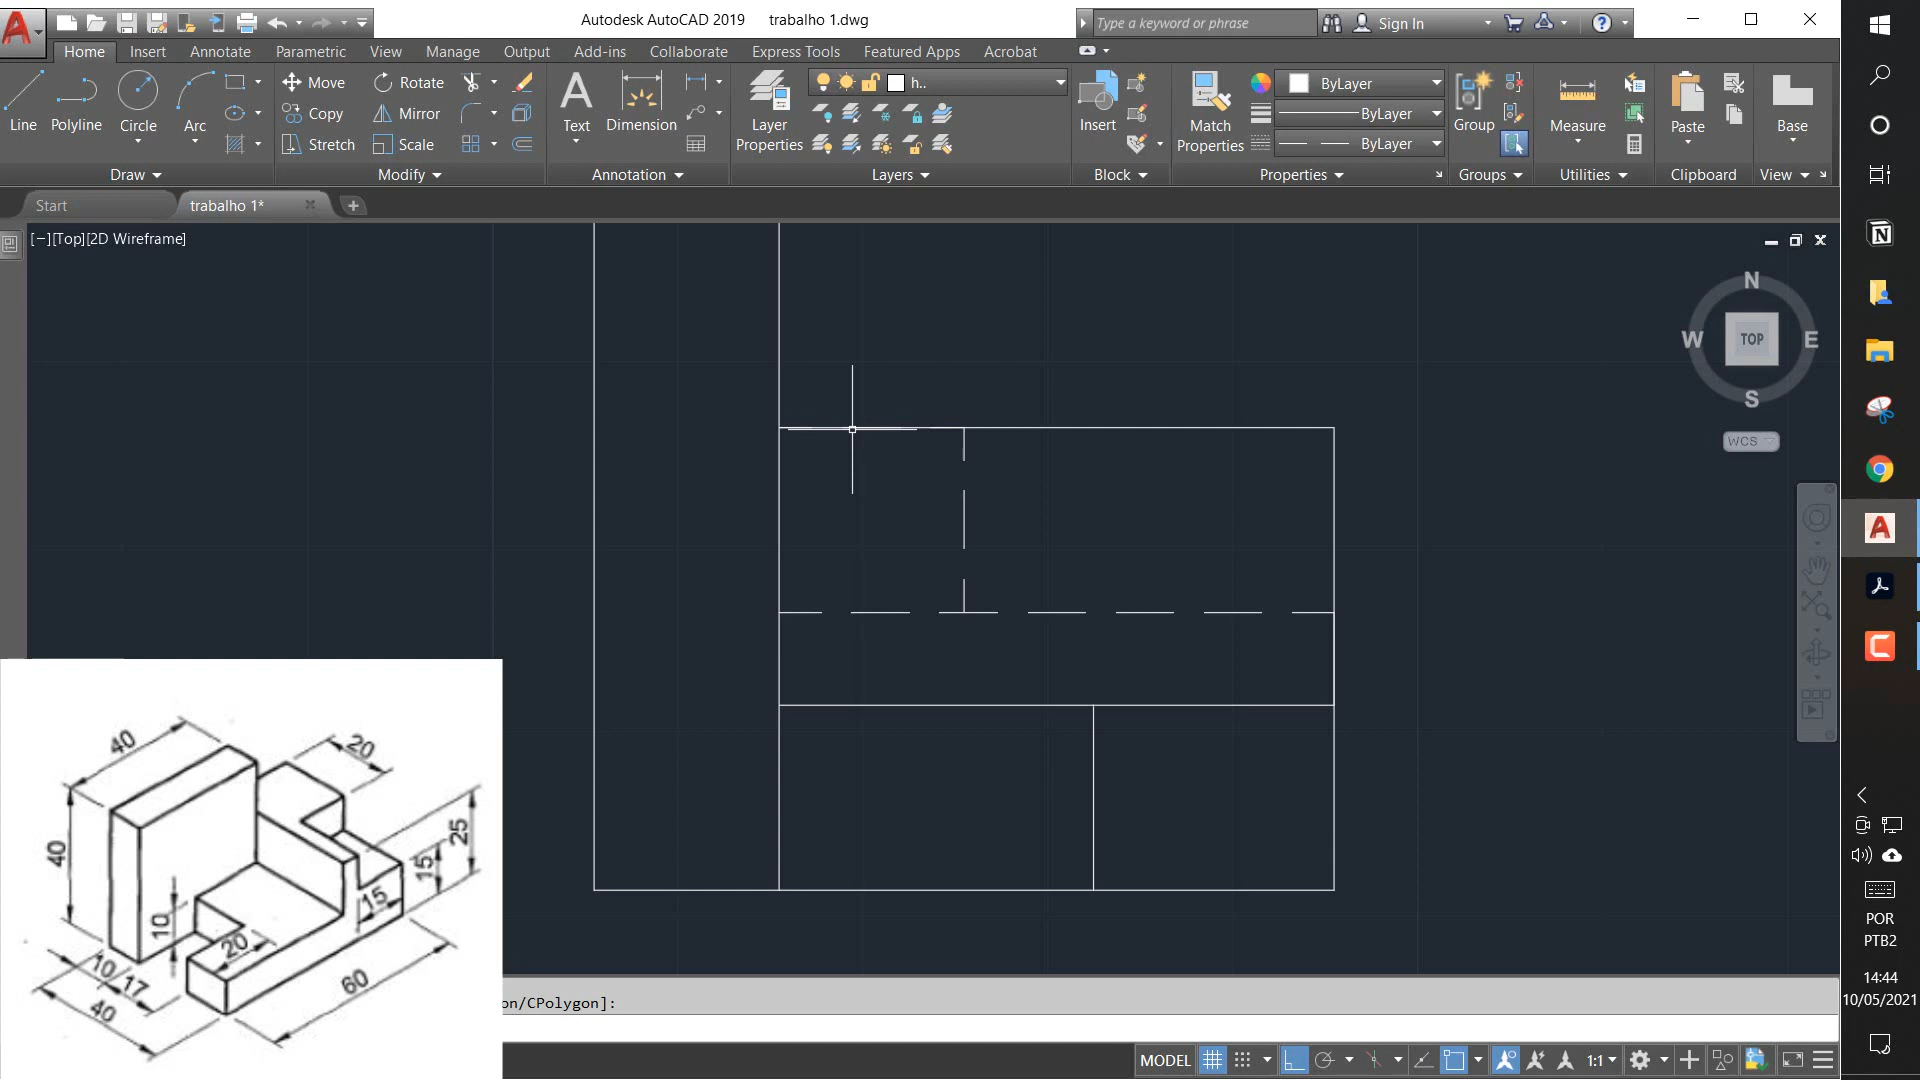 Autodesk AutoCAD 2019 trabalho 1.dwg
Type a keyword or phrase
Sign In
Home Insert Annotate Parametric View Manage Output Add-ins Collaborate Express Tools Featured Apps Acrobat
Line Polyline Circle Arc
Move Rotate
Copy Mirror
Stretch Scale
Text Dimension
Layer Properties
h..
Insert
Match Properties
ByLayer
ByLayer
ByLayer
Group
Measure
Paste
Base
Draw Modify Annotation Layers Block Properties Groups Utilities Clipboard View
Start trabalho 1*
[−][Top][2D Wireframe]
N
W TOP E
S
WCS
40
20
40
25
15
15
10
20
10
17
60
40
on/CPolygon]:
MODEL
1:1
POR
PTB2
14:44
10/05/2021